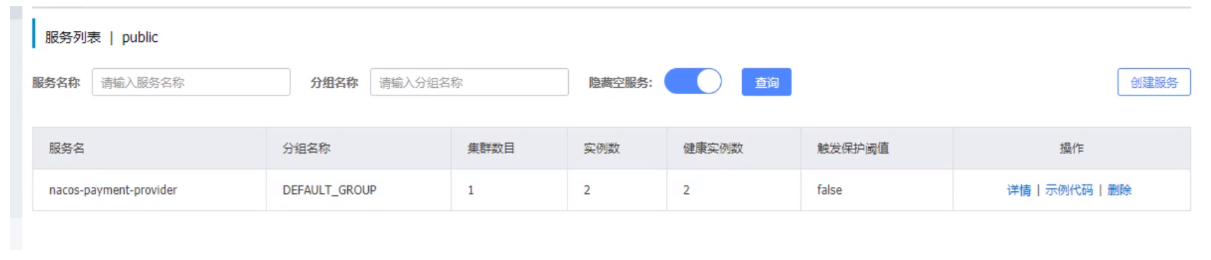 服务列表 | public
服务名称 请输入服务名称 分组名称 请输入分组名称 隐藏空服务: 查询 创建服务
服务名 分组名称 集群数目 实例数 健康实例数 触发保护阈值 操作
nacos-payment-provider DEFAULT_GROUP 1 2 2 false 详情 | 示例代码 | 删除